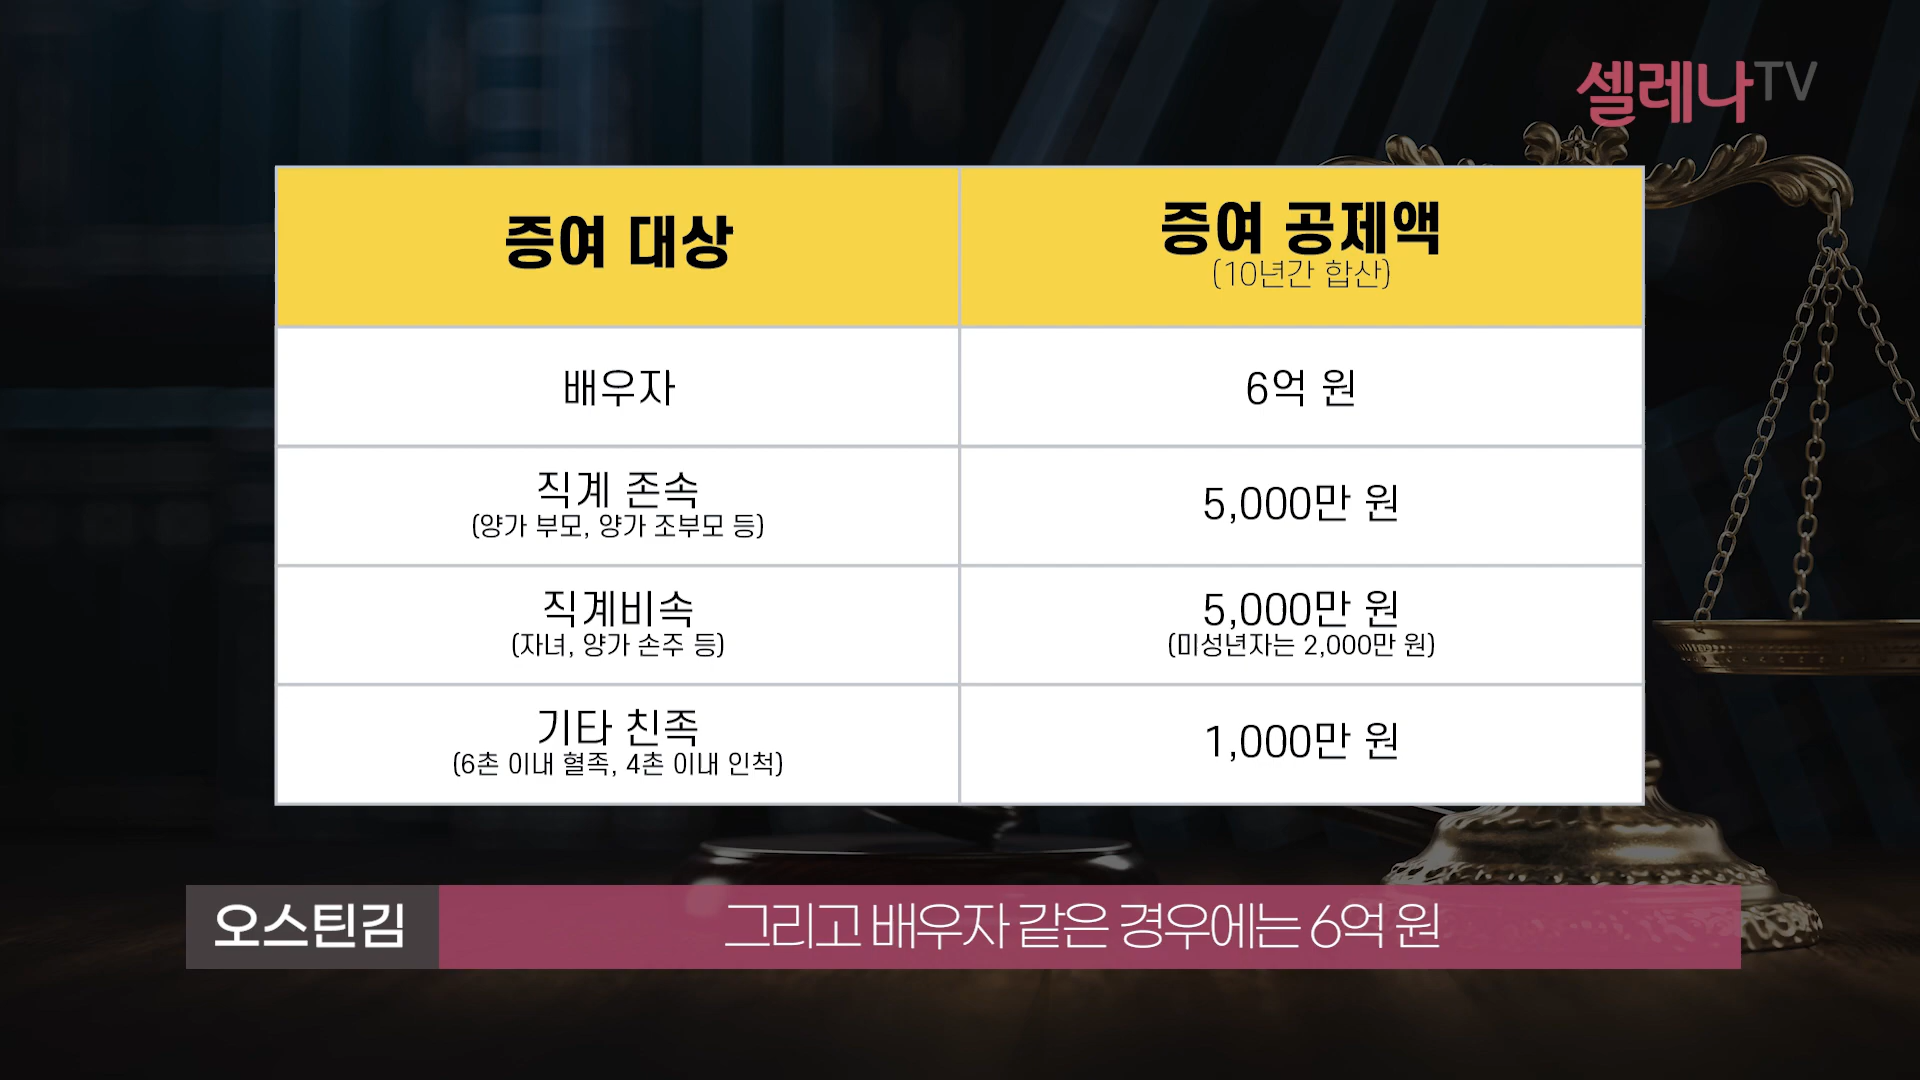 셀레나TV
증여 대상
증여 공제액
(10년간 합산)
배우자
6억 원
직계 존속
(양가 부모, 양가 조부모 등)
5,000만 원
직계비속
(자녀, 양가 손주 등)
5,000만 원
(미성년자는 2,000만 원)
기타 친족
(6촌 이내 혈족, 4촌 이내 인척)
1,000만 원
오스틴김
그리고 배우자 같은 경우에는 6억 원